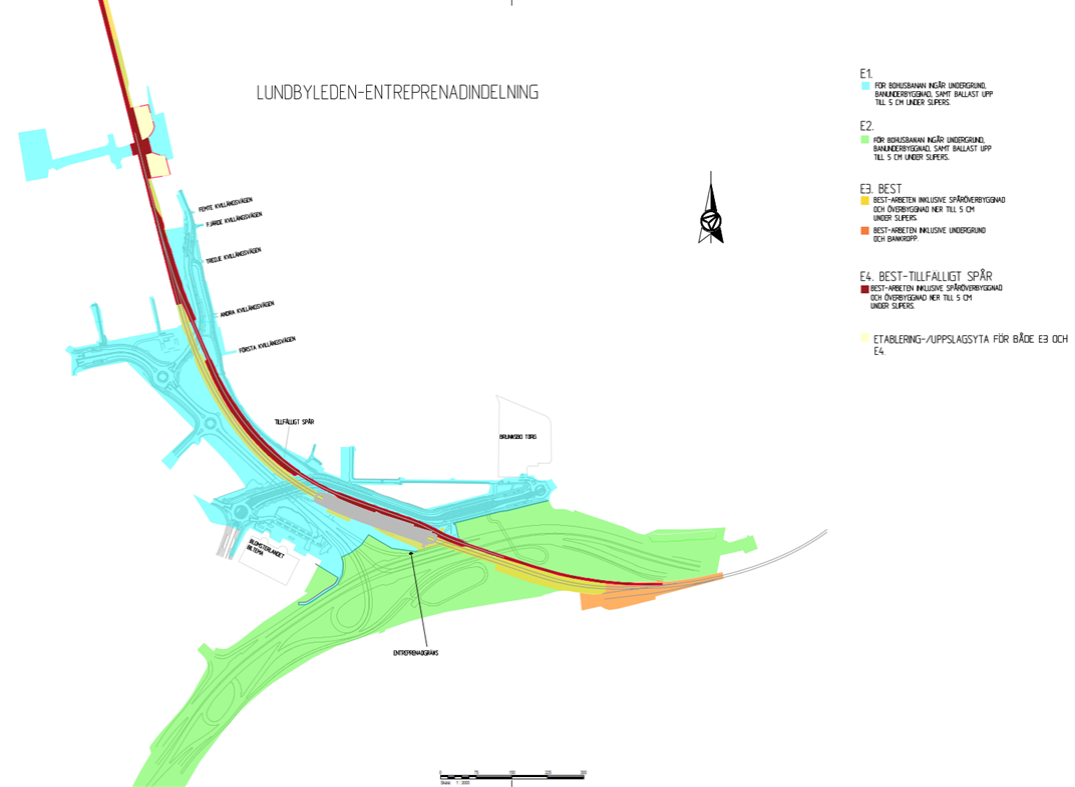 LUNDBYLEDEN-ENTREPRENADINDELNING
E1.
FÖR BOHUSBANAN INGÅR UNDERGRUND,
BANUNDERBYGGNAD, SAMT BALLAST UPP
TILL 5 CM UNDER SLIPERS.
E2.
FÖR BOHUSBANAN INGÅR UNDERGRUND,
BANUNDERBYGGNAD, SAMT BALLAST UPP
TILL 5 CM UNDER SLIPERS.
E3. BEST
BEST-ARBETEN INKLUSIVE SPÅRÖVERBYGGNAD
OCH ÖVERBYGGNAD NER TILL 5 CM
UNDER SLIPERS.
BEST-ARBETEN INKLUSIVE UNDERGRUND
OCH BANKROPP.
E4. BEST-TILLFÄLLIGT SPÅR
BEST-ARBETEN INKLUSIVE SPÅRÖVERBYGGNAD
OCH ÖVERBYGGNAD NER TILL 5 CM
UNDER SLIPERS.
ETABLERING-/UPPSLAGSYTA FÖR BÅDE E3 OCH
E4.
FEMTE KVILLÄNGSVÄGEN
FJÄRDE KVILLÄNGSVÄGEN
TREDJE KVILLÄNGSVÄGEN
ANDRA KVILLÄNGSVÄGEN
FÖRSTA KVILLÄNGSVÄGEN
TILLFÄLLIGT SPÅR
BRUNNSBO TORG
BLOMSTERLANDET
BILTEMA
ENTREPRENADGRÄNS